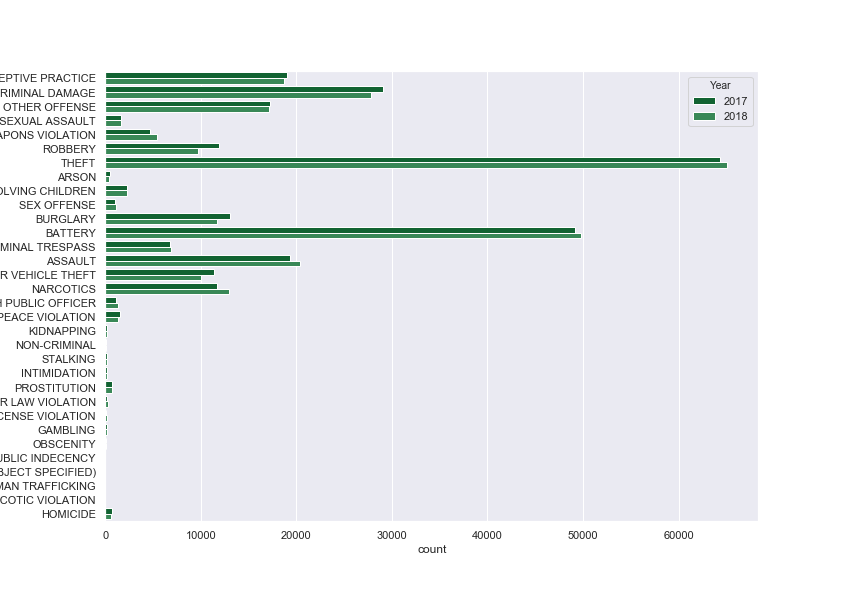 EPTIVE PRACTICE
RIMINAL DAMAGE
OTHER OFFENSE
SEXUAL ASSAULT
APONS VIOLATION
ROBBERY
THEFT
ARSON
OLVING CHILDREN
SEX OFFENSE
BURGLARY
BATTERY
MINAL TRESPASS
ASSAULT
R VEHICLE THEFT
NARCOTICS
H PUBLIC OFFICER
PEACE VIOLATION
KIDNAPPING
NON-CRIMINAL
STALKING
INTIMIDATION
PROSTITUTION
R LAW VIOLATION
CENSE VIOLATION
GAMBLING
OBSCENITY
UBLIC INDECENCY
BJECT SPECIFIED)
MAN TRAFFICKING
COTIC VIOLATION
HOMICIDE
0 10000 20000 30000 40000 50000 60000
count
Year
2017
2018